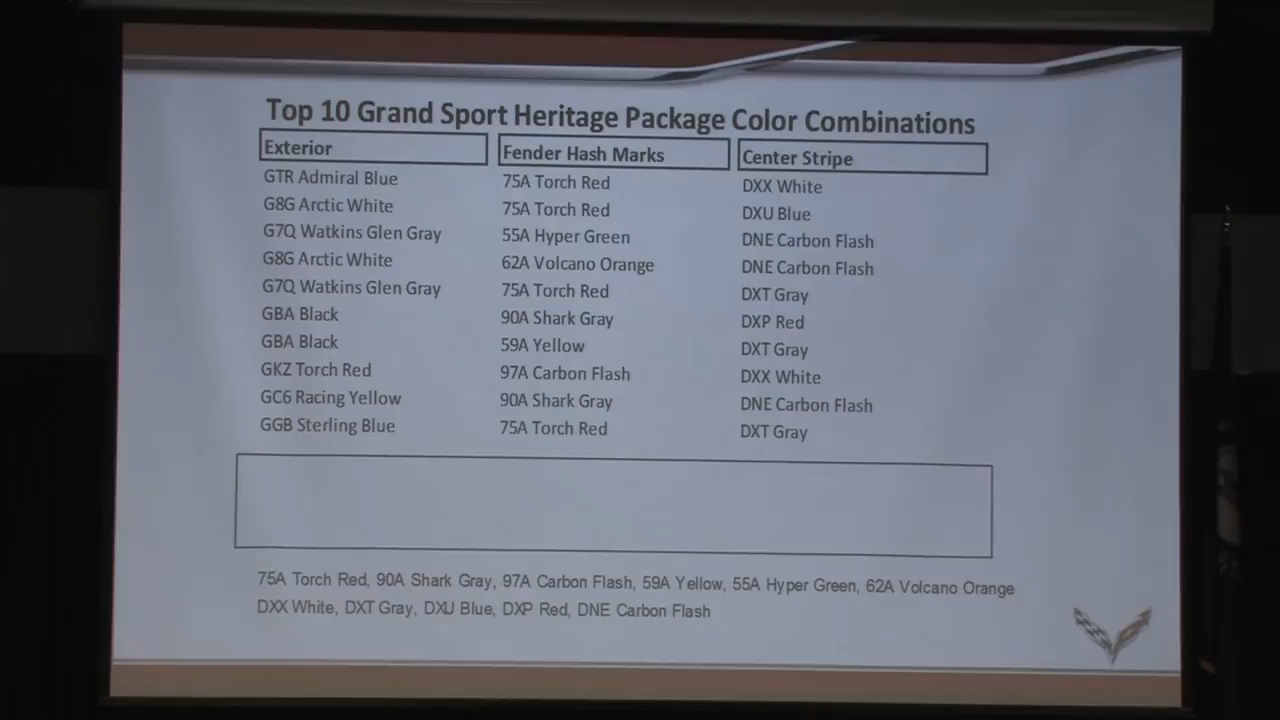 Top 10 Grand Sport Heritage Package Color Combinations
Exterior Fender Hash Marks Center Stripe
GTR Admiral Blue 75A Torch Red DXX White
G8G Arctic White 75A Torch Red DXU Blue
G7Q Watkins Glen Gray 55A Hyper Green DNE Carbon Flash
G8G Arctic White 62A Volcano Orange DNE Carbon Flash
G7Q Watkins Glen Gray 75A Torch Red DXT Gray
GBA Black 90A Shark Gray DXP Red
GBA Black 59A Yellow DXT Gray
GKZ Torch Red 97A Carbon Flash DXX White
GC6 Racing Yellow 90A Shark Gray DNE Carbon Flash
GGB Sterling Blue 75A Torch Red DXT Gray
75A Torch Red, 90A Shark Gray, 97A Carbon Flash, 59A Yellow, 55A Hyper Green, 62A Volcano Orange
DXX White, DXT Gray, DXU Blue, DXP Red, DNE Carbon Flash